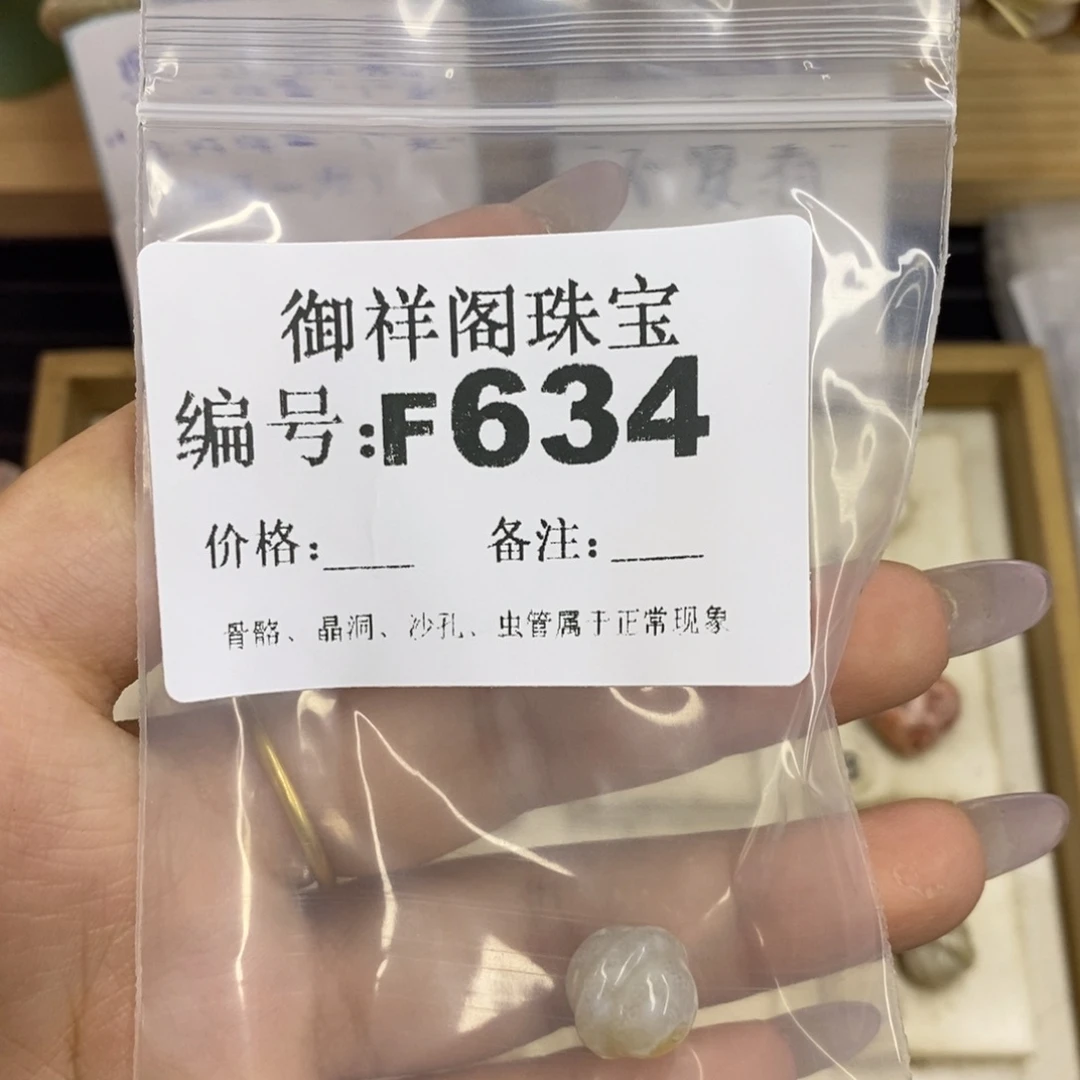 御祥阁珠宝
编号:F634
价格:____ 备注:____
骨骼、晶洞、沙孔、虫管属于正常现象